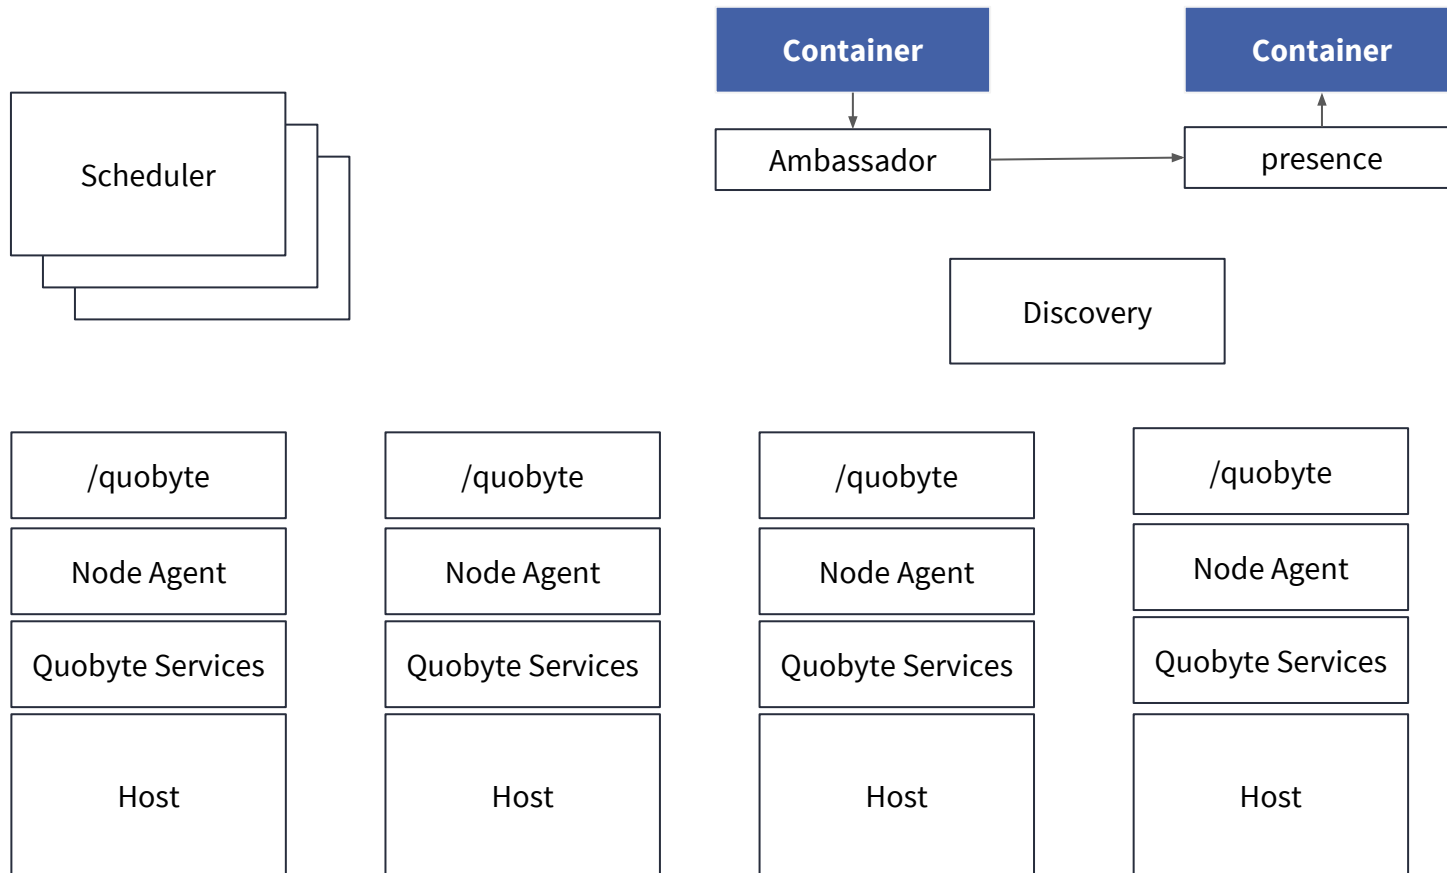 Container
Container
Scheduler
Ambassador
presence
Discovery
/quobyte
/quobyte
/quobyte
/quobyte
Node Agent
Node Agent
Node Agent
Node Agent
Quobyte Services
Quobyte Services
Quobyte Services
Quobyte Services
Host
Host
Host
Host